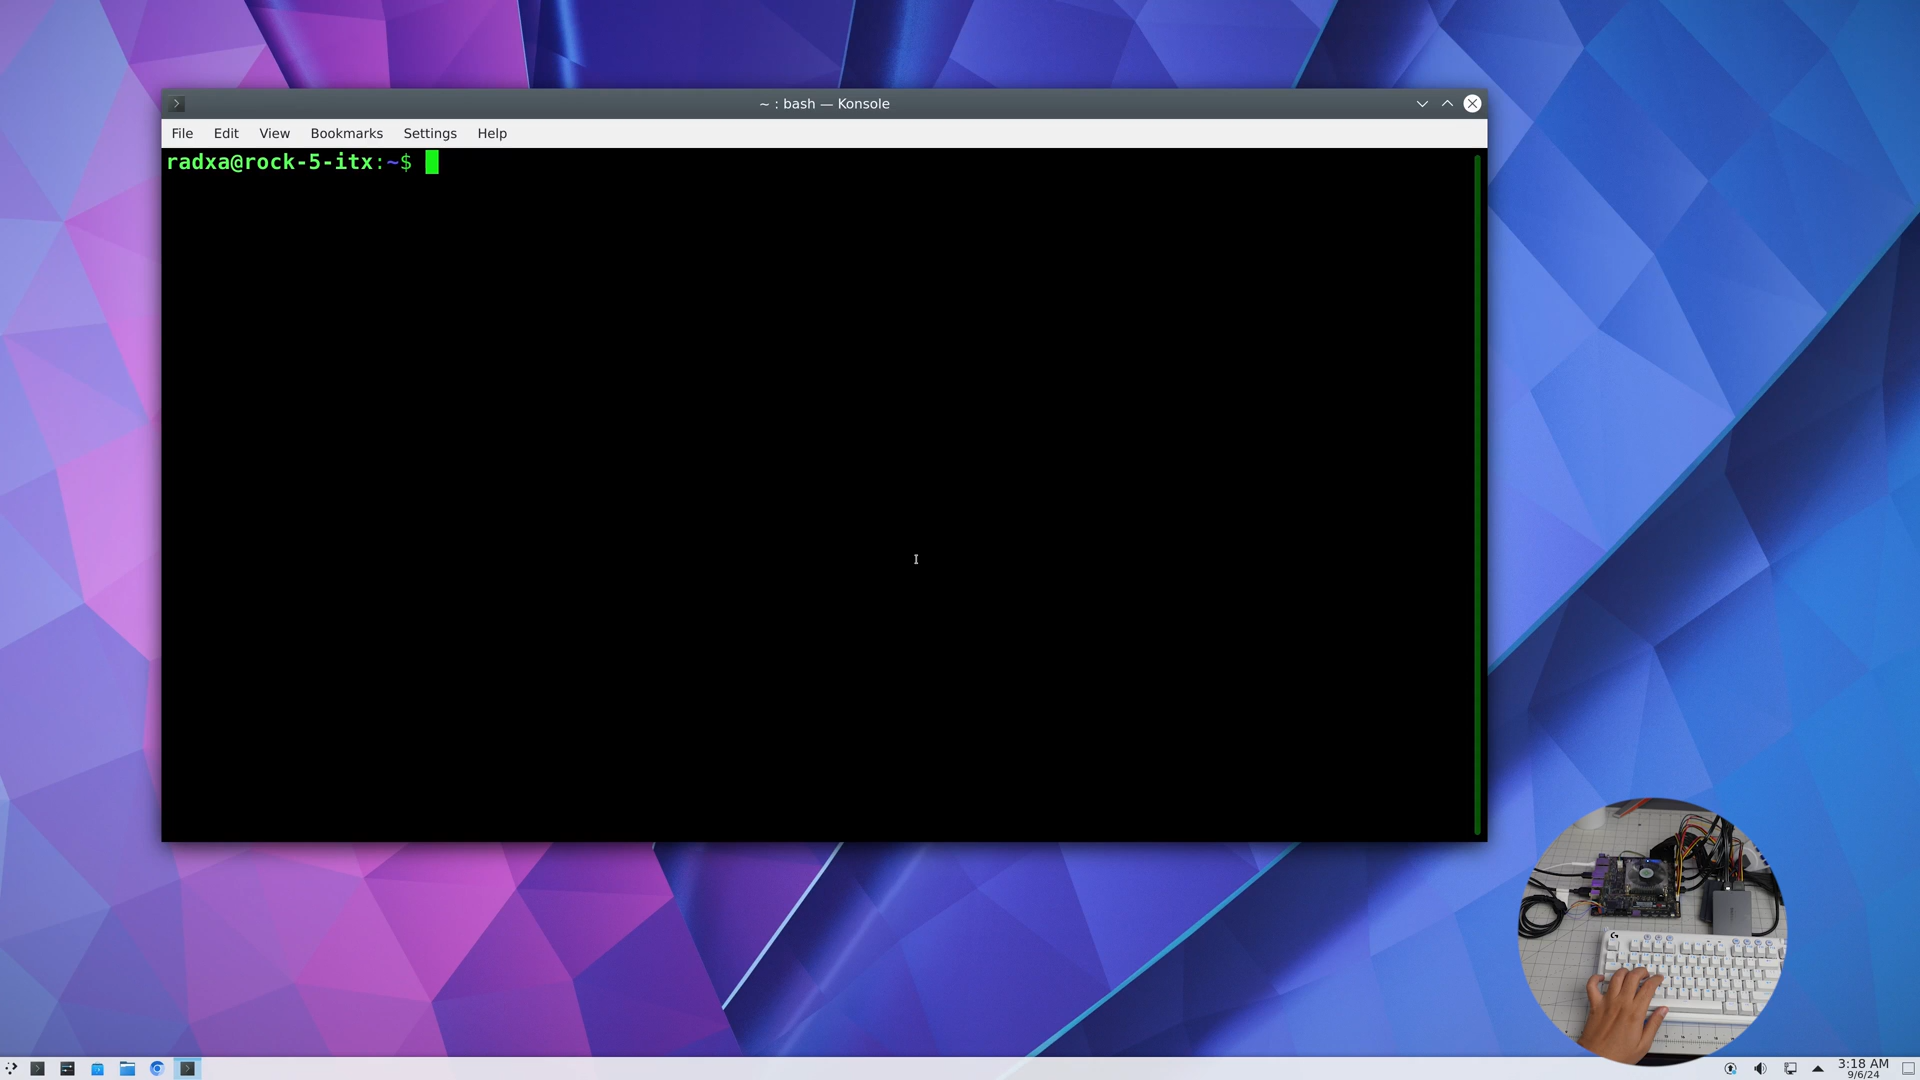 ~ : bash — Konsole
File Edit View Bookmarks Settings Help
radxa@rock-5-itx:~$
3:18 AM
9/6/24